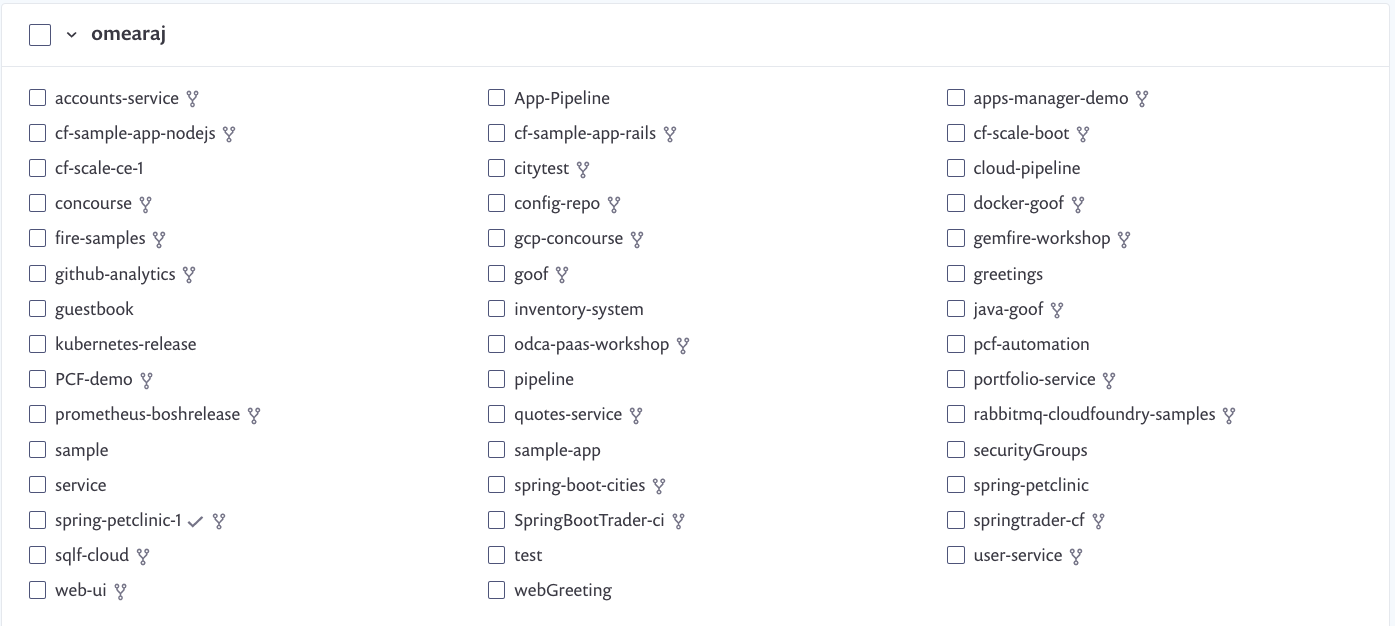 omearaj
accounts-service App-Pipeline apps-manager-demo
cf-sample-app-nodejs cf-sample-app-rails cf-scale-boot
cf-scale-ce-1 citytest cloud-pipeline
concourse config-repo docker-goof
fire-samples gcp-concourse gemfire-workshop
github-analytics goof greetings
guestbook inventory-system java-goof
kubernetes-release odca-paas-workshop pcf-automation
PCF-demo pipeline portfolio-service
prometheus-boshrelease quotes-service rabbitmq-cloudfoundry-samples
sample sample-app securityGroups
service spring-boot-cities spring-petclinic
spring-petclinic-1 SpringBootTrader-ci springtrader-cf
sqlf-cloud test user-service
web-ui webGreeting